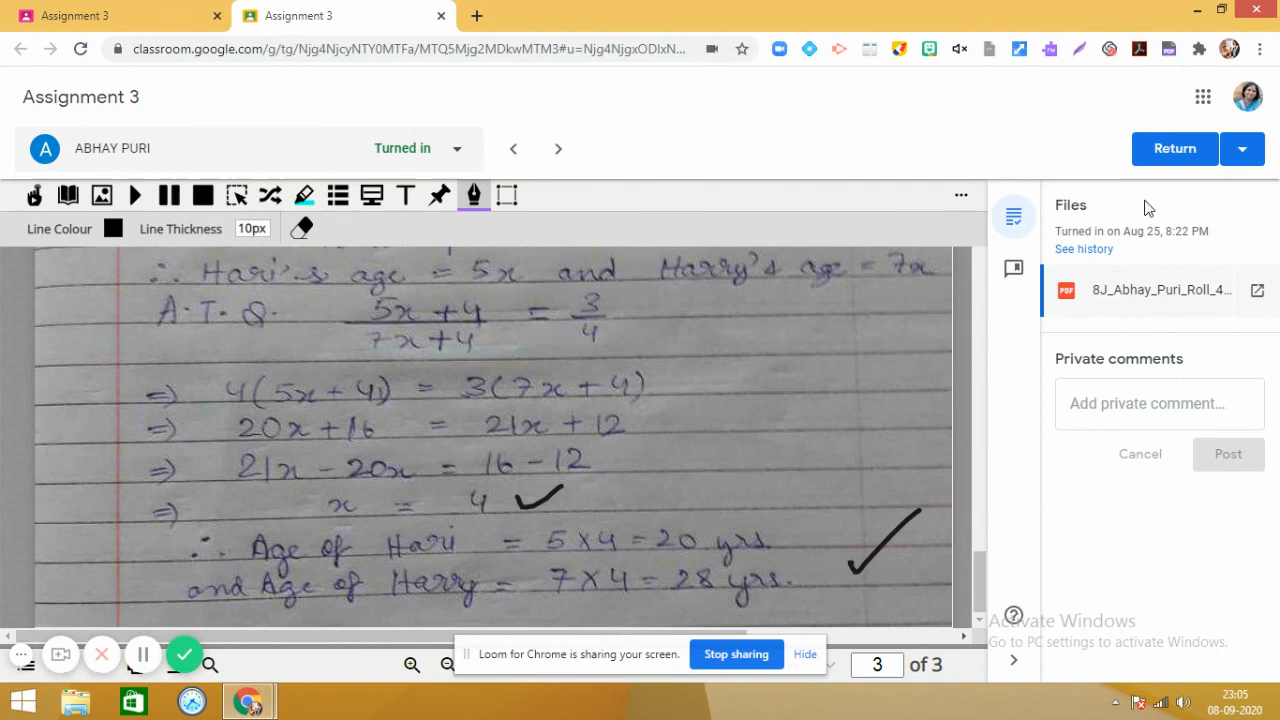 Assignment 3
Assignment 3
classroom.google.com/g/tg/Njg4NjcyNTY0MTFa/MTQ5Mjg2MDkwMTM3#u=Njg4NjgxODIxN...
Assignment 3
A
ABHAY PURI
Turned in
Return
Line Colour
Line Thickness
10px
Files
Turned in on Aug 25, 8:22 PM
See history
PDF
8J_Abhay_Puri_Roll_4...
Private comments
Add private comment...
Cancel
Post
∴ Hari's age = 5x and Harry's age = 7x
A.T.Q. 5x+4 = 3
7x+4 4
⇒ 4(5x+4) = 3(7x+4)
⇒ 20x+16 = 21x+12
⇒ 21x-20x = 16-12
⇒ x = 4
∴ Age of Hari = 5×4=20 yrs.
and Age of Harry = 7×4=28 yrs.
Activate Windows
Go to PC settings to activate Windows.
Loom for Chrome is sharing your screen.
Stop sharing
Hide
3 of 3
23:05
08-09-2020